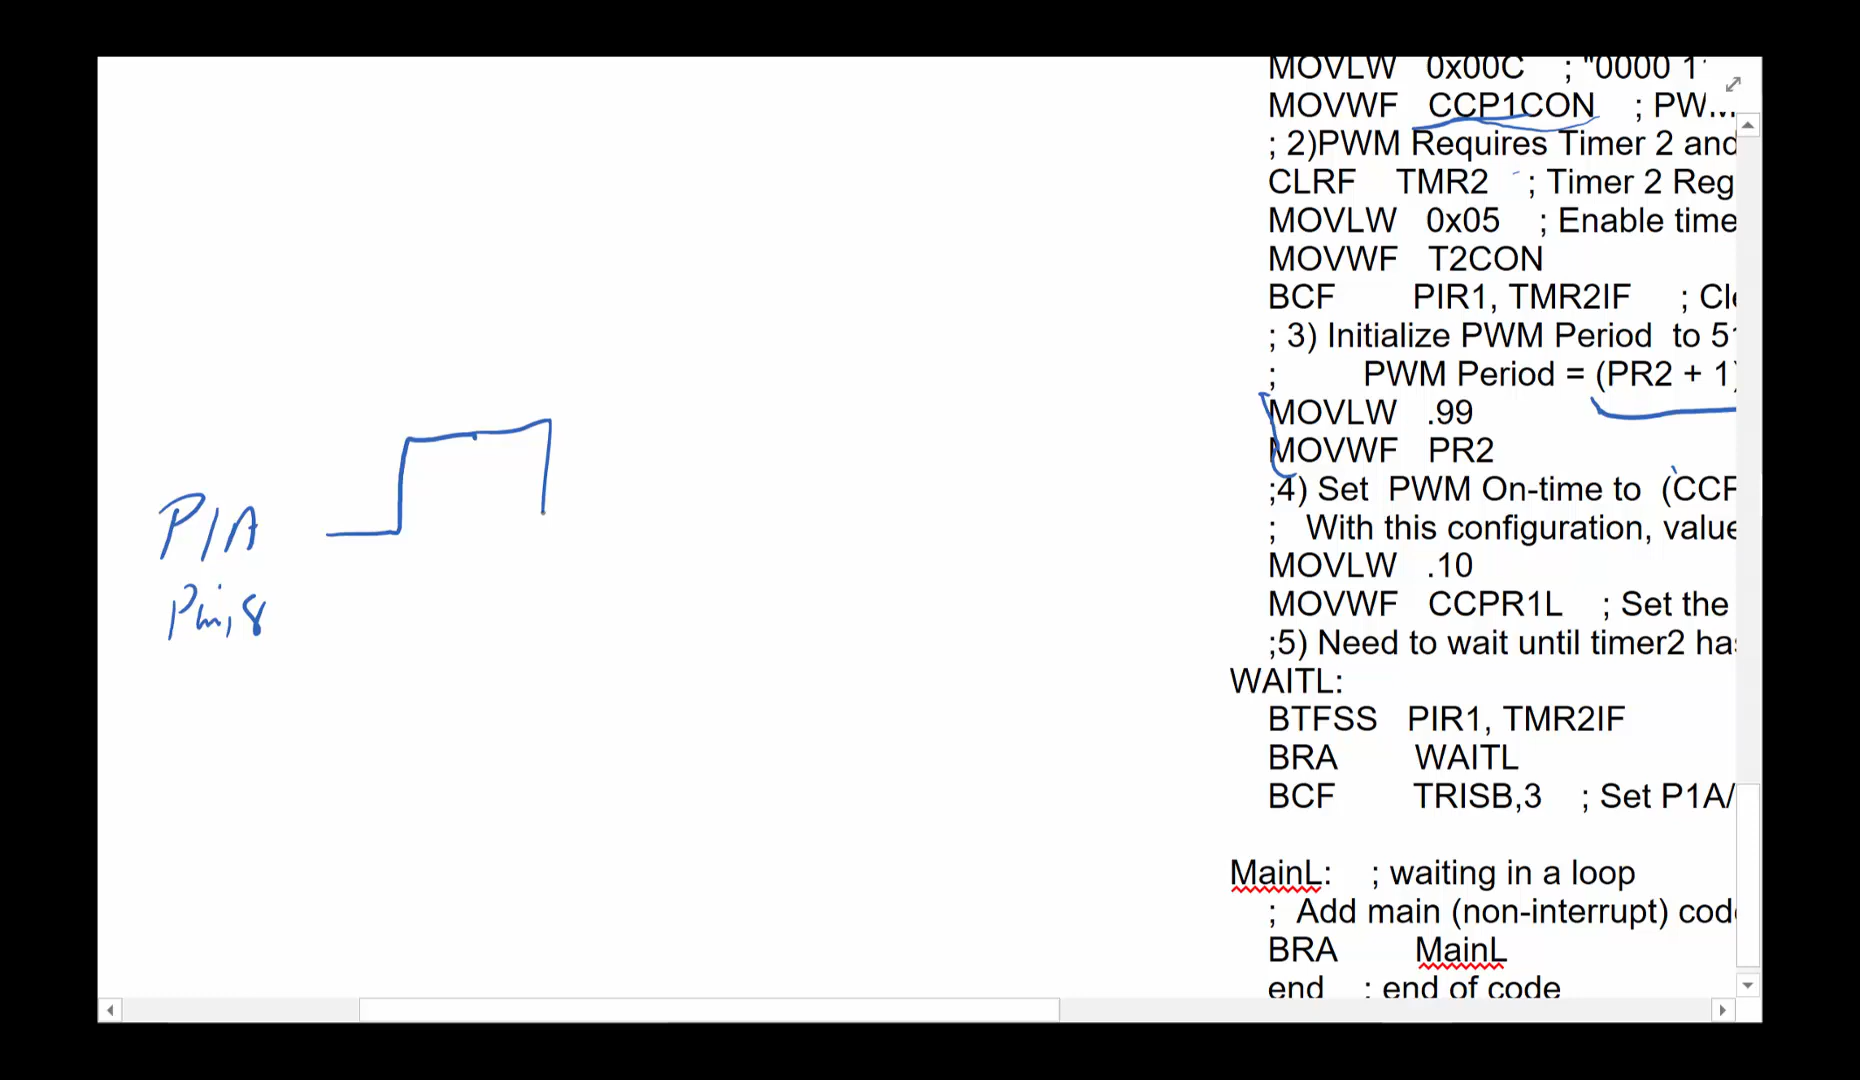 MOVLW 0x00C ; "0000 1
MOVWF CCP1CON ; PW
; 2)PWM Requires Timer 2 and
CLRF TMR2 ; Timer 2 Reg
MOVLW 0x05 ; Enable time
MOVWF T2CON
BCF PIR1, TMR2IF ; Cle
; 3) Initialize PWM Period to 51
; PWM Period = (PR2 + 1)
MOVLW .99
MOVWF PR2
;4) Set PWM On-time to (CCP
; With this configuration, value
MOVLW .10
MOVWF CCPR1L ; Set the
;5) Need to wait until timer2 has
WAITL:
BTFSS PIR1, TMR2IF
BRA WAITL
BCF TRISB,3 ; Set P1A/
MainL: ; waiting in a loop
; Add main (non-interrupt) code
BRA MainL
end ; end of code
P1A
Pin, 8